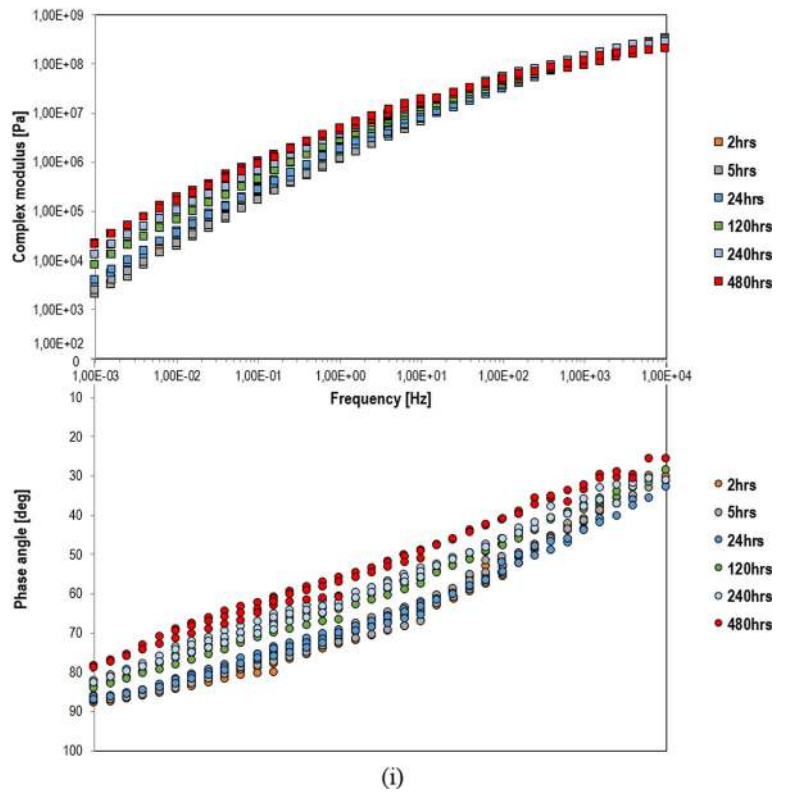 1,00E+09
1,00E+08
1,00E+07
1,00E+06
1,00E+05
1,00E+04
1,00E+03
1,00E+02
Complex modulus [Pa]
2hrs
5hrs
24hrs
120hrs
240hrs
480hrs
0
1,00E-03 1,00E-02 1,00E-01 1,00E+00 1,00E+01 1,00E+02 1,00E+03 1,00E+04
Frequency [Hz]
10
20
30
40
50
60
70
80
90
100
Phase angle [deg]
2hrs
5hrs
24hrs
120hrs
240hrs
480hrs
(i)